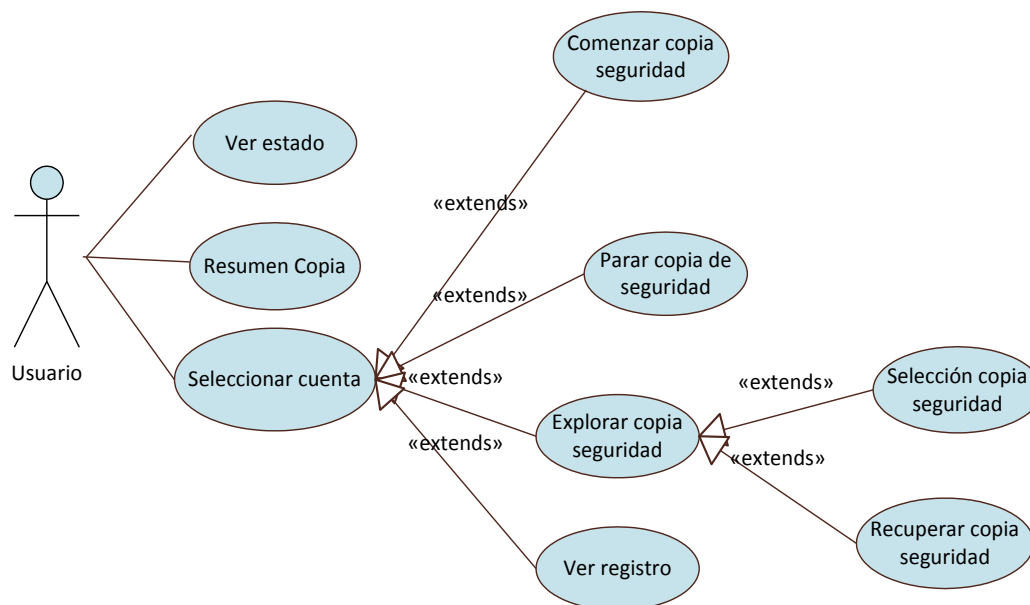 Comenzar copia
seguridad
Ver estado
«extends»
Parar copia de
seguridad
Resumen Copia
«extends»
Usuario
Seleccionar cuenta
«extends»
Selección copia
seguridad
«extends»
Explorar copia
seguridad
«extends»
«extends»
Recuperar copia
seguridad
Ver registro